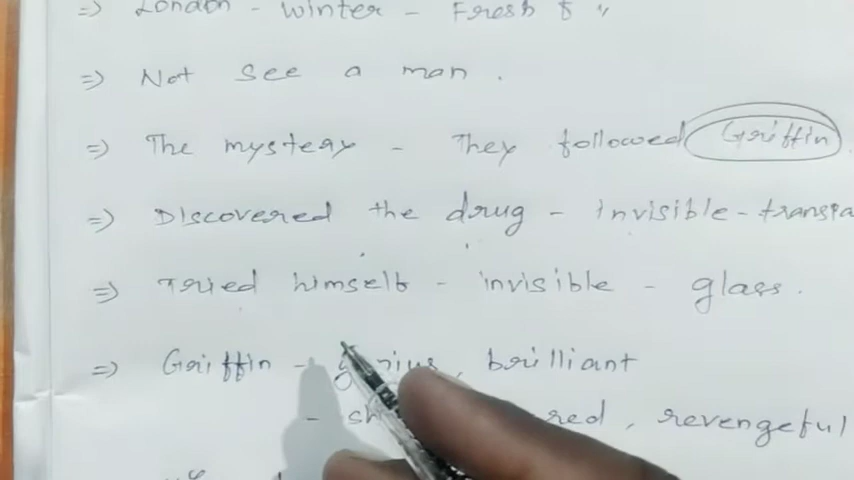 => London - winter - Fresh f "
=> Not see a man.
=> The mystery - They followed Griffin.
=> Discovered the drug - invisible - transpa
=> Tried himself - invisible - glass.
=> Griffin - genius, brilliant
- red, revengeful